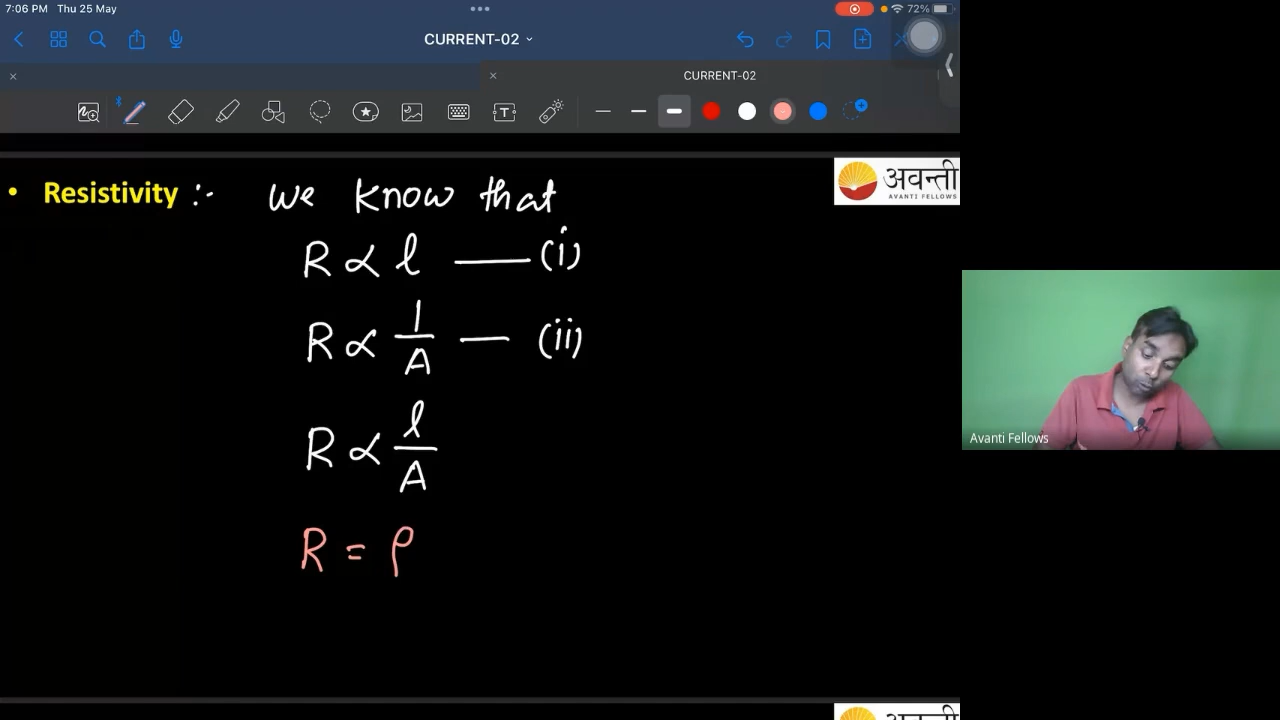 7:06 PM Thu 25 May
72%
CURRENT-02
CURRENT-02
T
• Resistivity :- We know that
R ∝ l — (i)
R ∝ 1/A — (ii)
R ∝ l/A
R = ρ
अवन्ती
AVANTI FELLOWS
Avanti Fellows